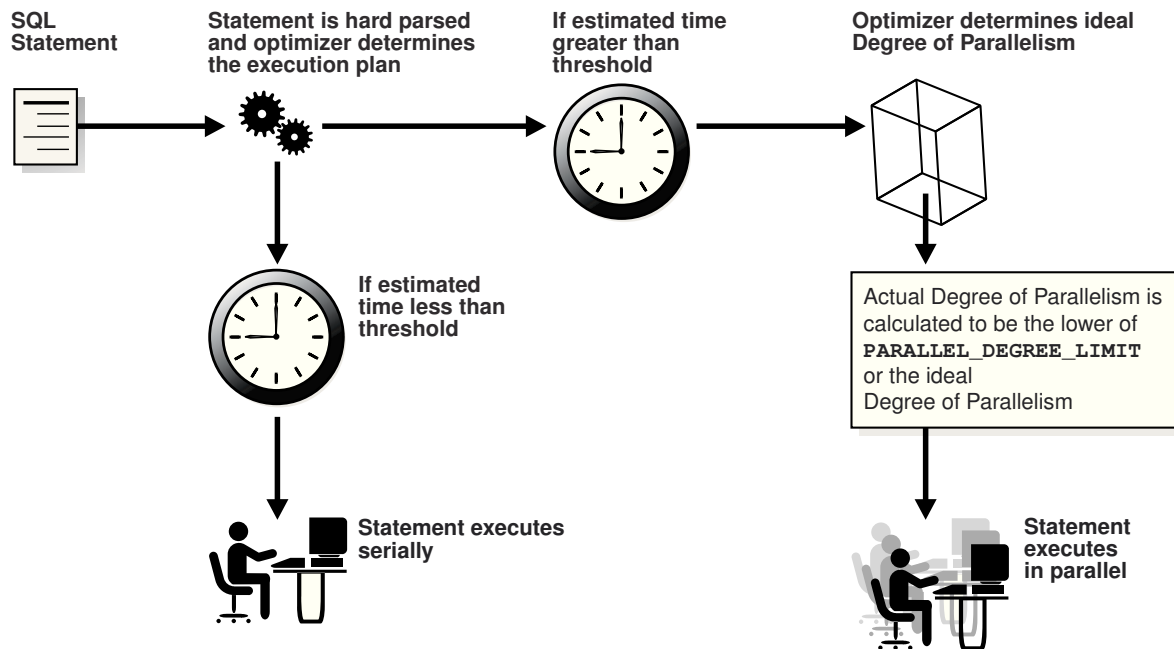 SQL
Statement
Statement is hard parsed
and optimizer determines
the execution plan
If estimated time
greater than
threshold
Optimizer determines ideal
Degree of Parallelism
If estimated
time less than
threshold
Actual Degree of Parallelism is
calculated to be the lower of
PARALLEL_DEGREE_LIMIT
or the ideal
Degree of Parallelism
Statement executes
serially
Statement
executes
in parallel